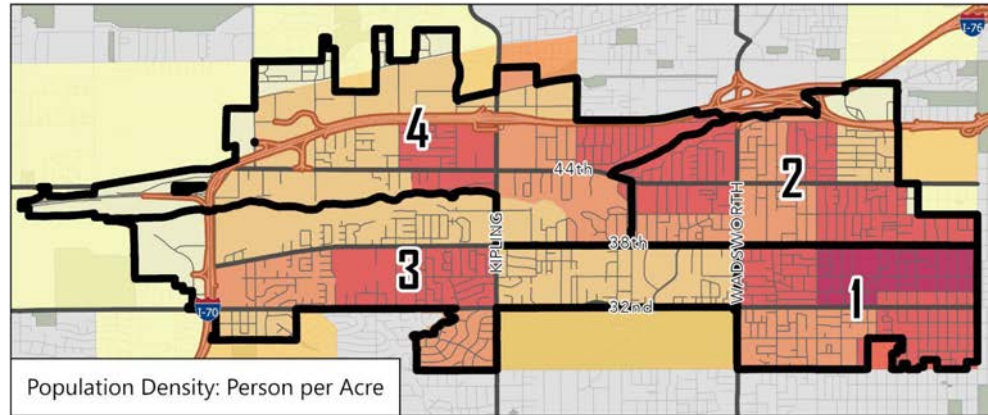 I-76
4
44th
2
KIPLING
WADSWORTH
38th
3
1
32nd
I-70
Population Density: Person per Acre